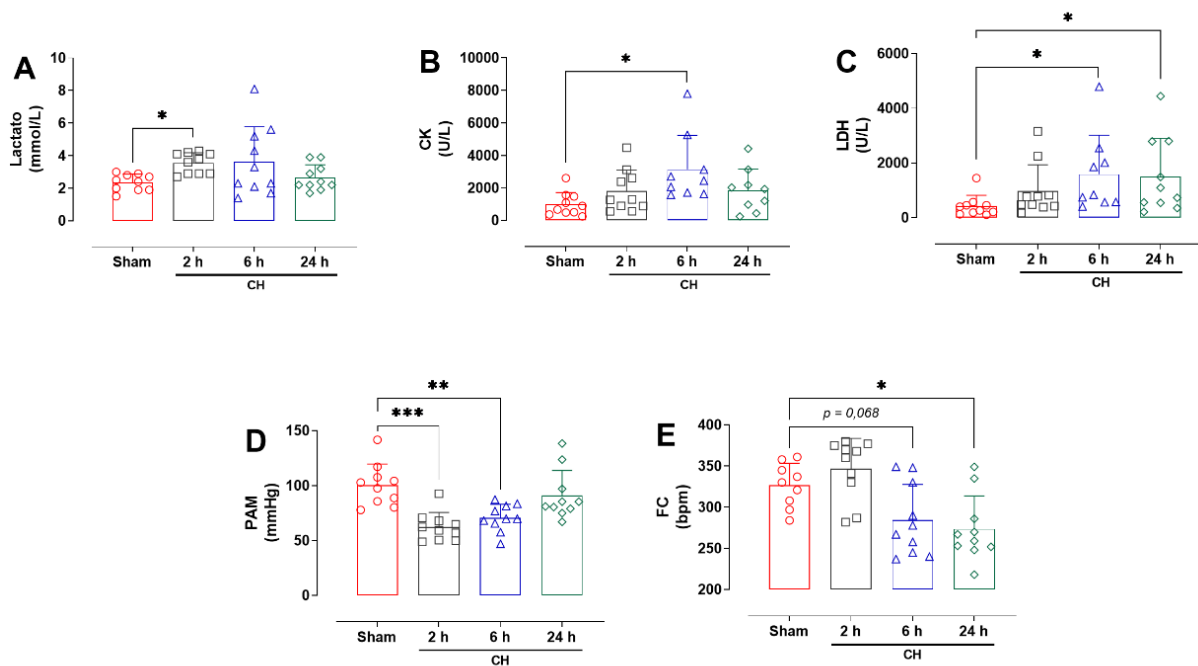 A
Lactato
(mmol/L)
10
8
6
4
2
0
*
Sham
2 h
6 h
24 h
CH
B
CK
(U/L)
10000
8000
6000
4000
2000
0
*
Sham
2 h
6 h
24 h
CH
C
LDH
(U/L)
6000
4000
2000
0
*
*
Sham
2 h
6 h
24 h
CH
D
PAM
(mmHg)
150
100
50
0
**
***
Sham
2 h
6 h
24 h
CH
E
FC
(bpm)
400
350
300
250
200
*
p = 0,068
Sham
2 h
6 h
24 h
CH